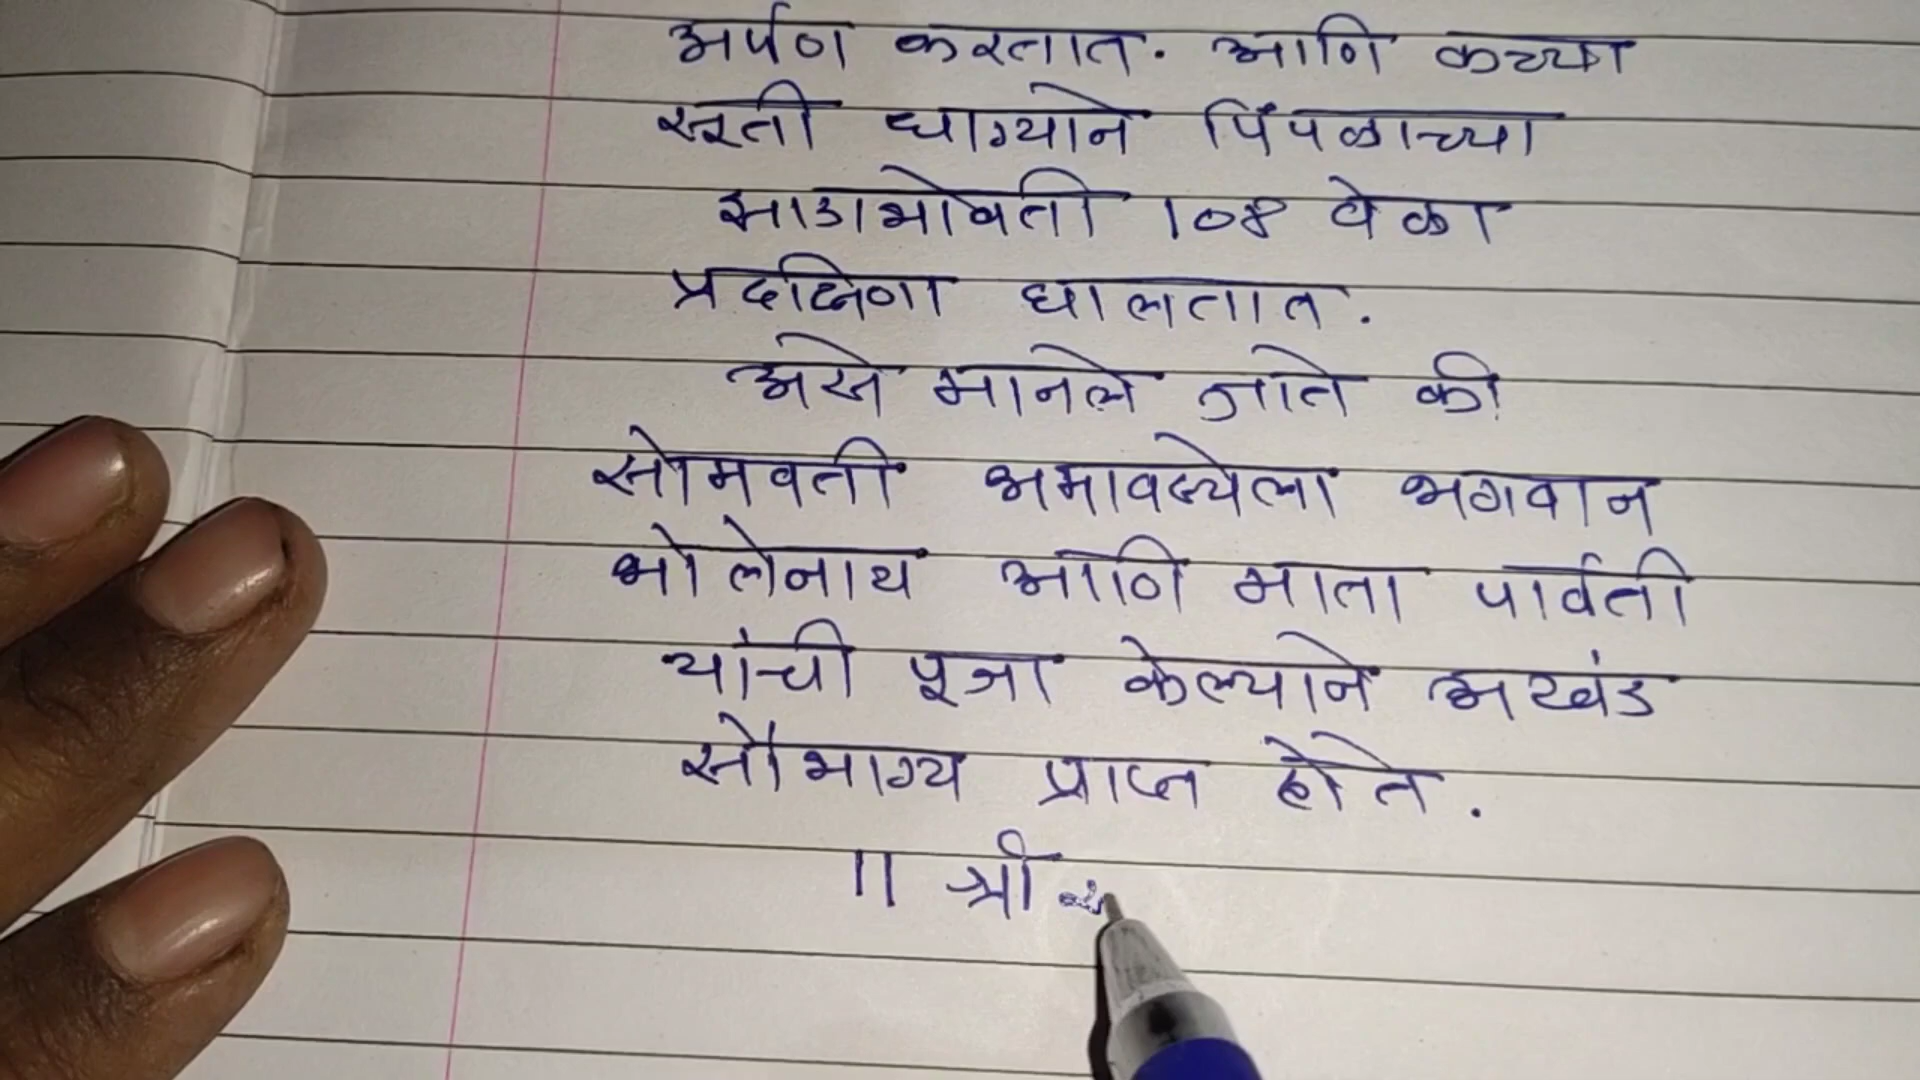 अर्पण करतात. आणि कच्च्या
सूती धाग्याने पिंपळाच्या
झाडाभोवती 108 वेळा
प्रदक्षिणा घालतात.
असे मानले जाते की
सोमवती अमावस्येला भगवान
भोलेनाथ आणि माता पार्वती
यांची पूजा केल्याने अखंड
सौभाग्य प्राप्त होते.
॥ श्री